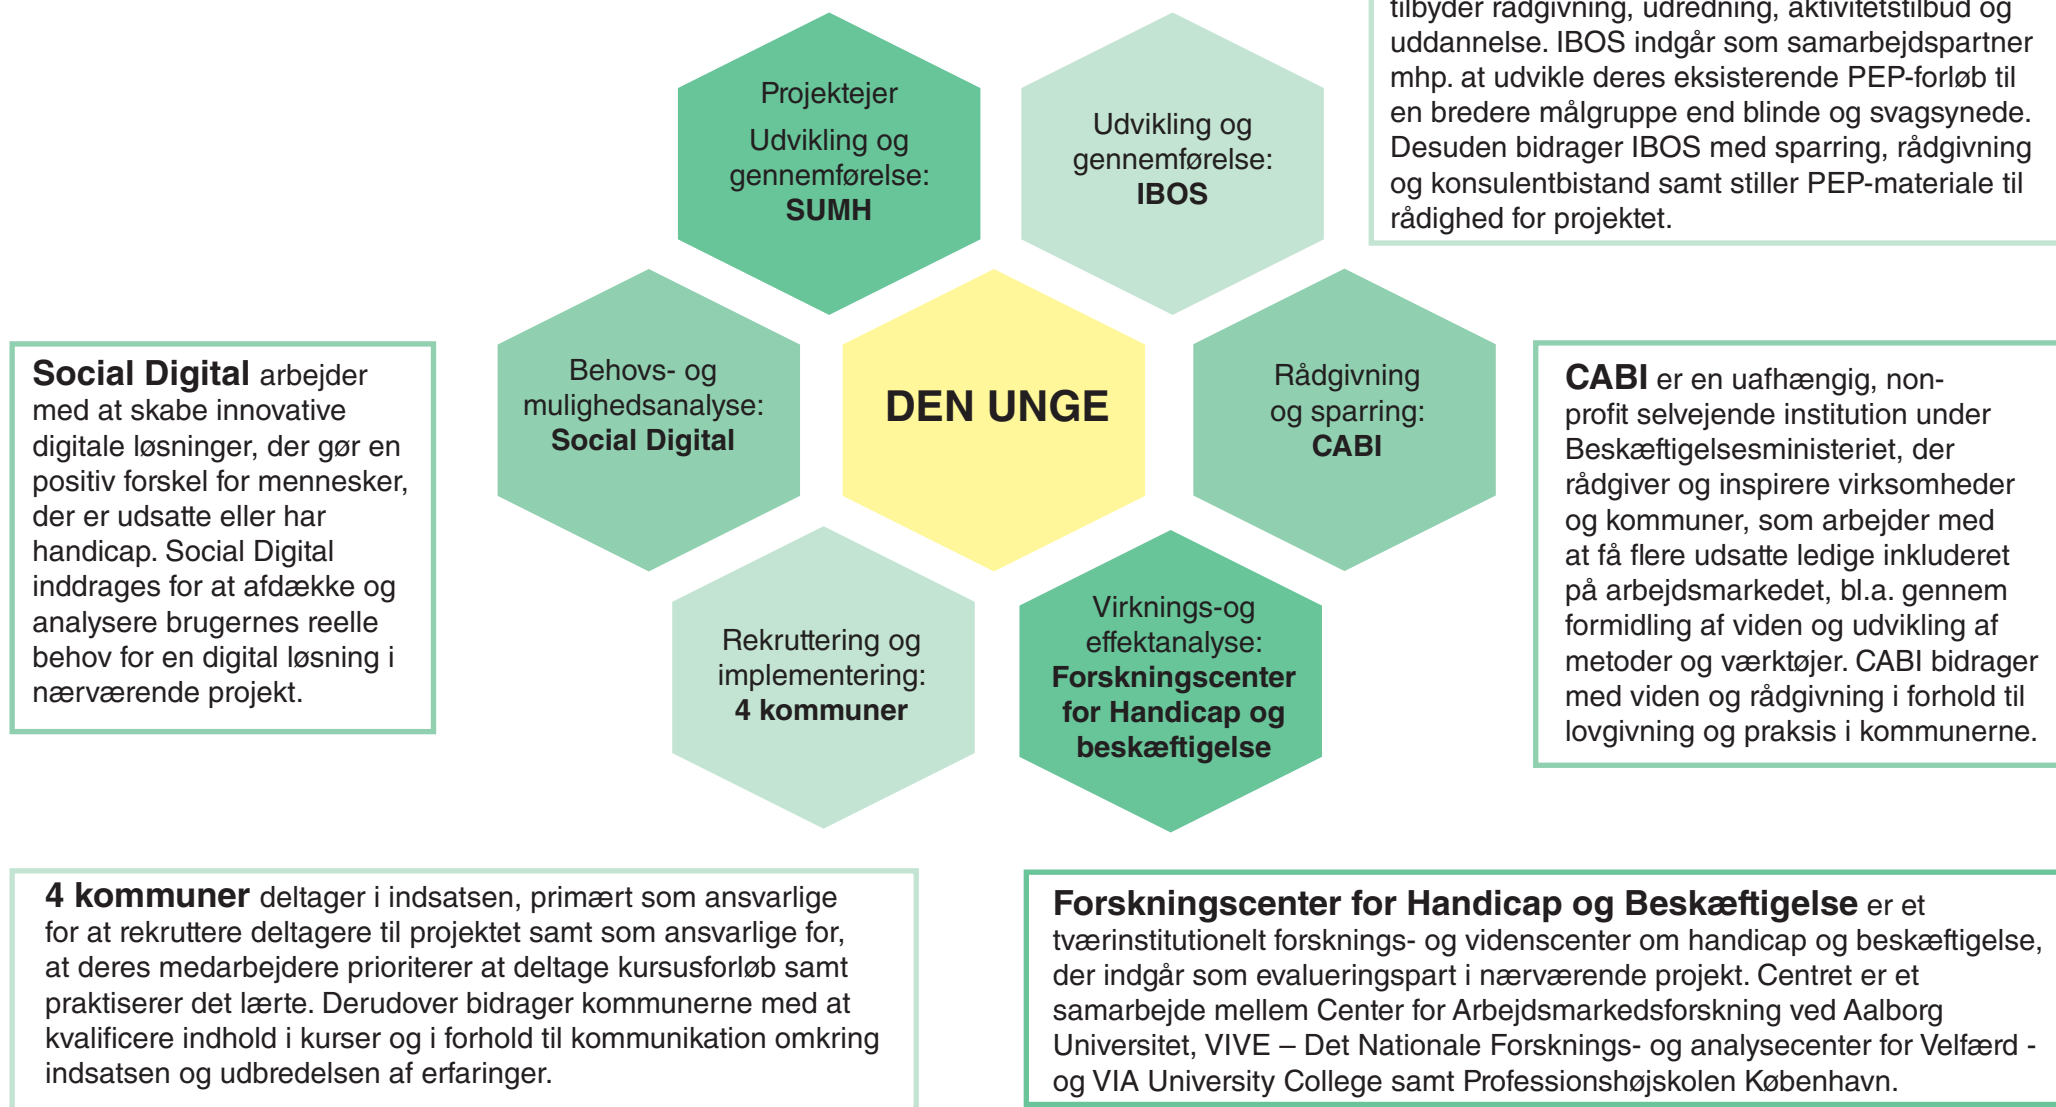 tilbyder rådgivning, udredning, aktivitetstilbud og
uddannelse. IBOS indgår som samarbejdspartner
mhp. at udvikle deres eksisterende PEP-forløb til
en bredere målgruppe end blinde og svagsynede.
Desuden bidrager IBOS med sparring, rådgivning
og konsulentbistand samt stiller PEP-materiale til
rådighed for projektet.
Projektejer
Udvikling og
gennemførelse:
SUMH
Udvikling og
gennemførelse:
IBOS
Behovs- og
mulighedsanalyse:
Social Digital
DEN UNGE
Rådgivning
og sparring:
CABI
Rekruttering og
implementering:
4 kommuner
Virknings-og
effektanalyse:
Forskningscenter
for Handicap og
beskæftigelse
Social Digital arbejder
med at skabe innovative
digitale løsninger, der gør en
positiv forskel for mennesker,
der er udsatte eller har
handicap. Social Digital
inddrages for at afdække og
analysere brugernes reelle
behov for en digital løsning i
nærværende projekt.
CABI er en uafhængig, non-
profit selvejende institution under
Beskæftigelsesministeriet, der
rådgiver og inspirere virksomheder
og kommuner, som arbejder med
at få flere udsatte ledige inkluderet
på arbejdsmarkedet, bl.a. gennem
formidling af viden og udvikling af
metoder og værktøjer. CABI bidrager
med viden og rådgivning i forhold til
lovgivning og praksis i kommunerne.
4 kommuner deltager i indsatsen, primært som ansvarlige
for at rekruttere deltagere til projektet samt som ansvarlige for,
at deres medarbejdere prioriterer at deltage kursusforløb samt
praktiserer det lærte. Derudover bidrager kommunerne med at
kvalificere indhold i kurser og i forhold til kommunikation omkring
indsatsen og udbredelsen af erfaringer.
Forskningscenter for Handicap og Beskæftigelse er et
tværinstitutionelt forsknings- og videnscenter om handicap og beskæftigelse,
der indgår som evalueringspart i nærværende projekt. Centret er et
samarbejde mellem Center for Arbejdsmarkedsforskning ved Aalborg
Universitet, VIVE – Det Nationale Forsknings- og analysecenter for Velfærd -
og VIA University College samt Professionshøjskolen København.